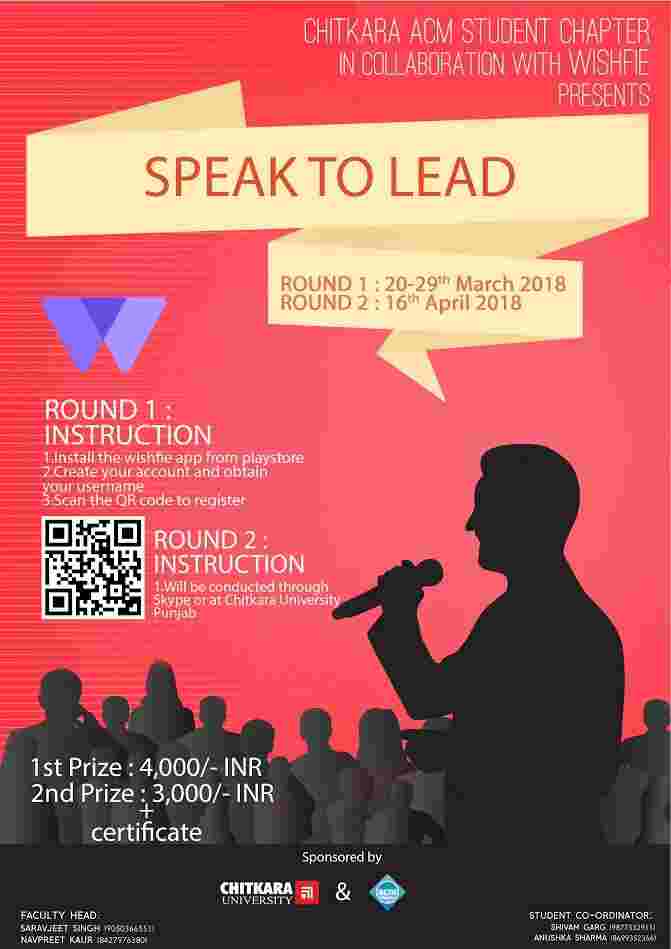 CHITKARA ACM STUDENT CHAPTER
IN COLLABORATION WITH WISHFIE
PRESENTS
SPEAK TO LEAD
ROUND 1 : 20-29th March 2018
ROUND 2 : 16th April 2018
ROUND 1 :
INSTRUCTION
1.Install the wishfie app from playstore
2.Create your account and obtain
your username
3.Scan the QR code to register
ROUND 2 :
INSTRUCTION
1.Will be conducted through
Skype or at Chitkara University
Punjab
1st Prize : 4,000/- INR
2nd Prize : 3,000/- INR
+
certificate
Sponsored by
CHITKARA
UNIVERSITY
&
acm
FACULTY HEAD:
SARAVJEET SINGH
NAVPREET KAUR
STUDENT CO-ORDINATOR:
SHIVAM GARG
ANUSHKA SHARMA